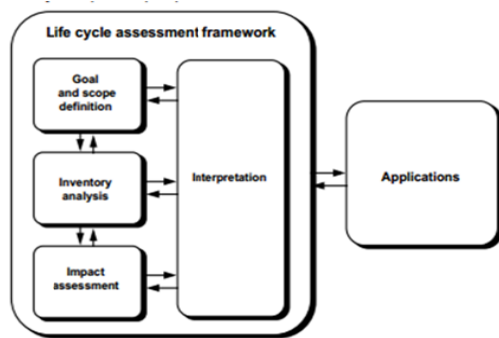 Life cycle assessment framework
Goal
and scope
definition
Inventory
analysis
Impact
assessment
Interpretation
Applications